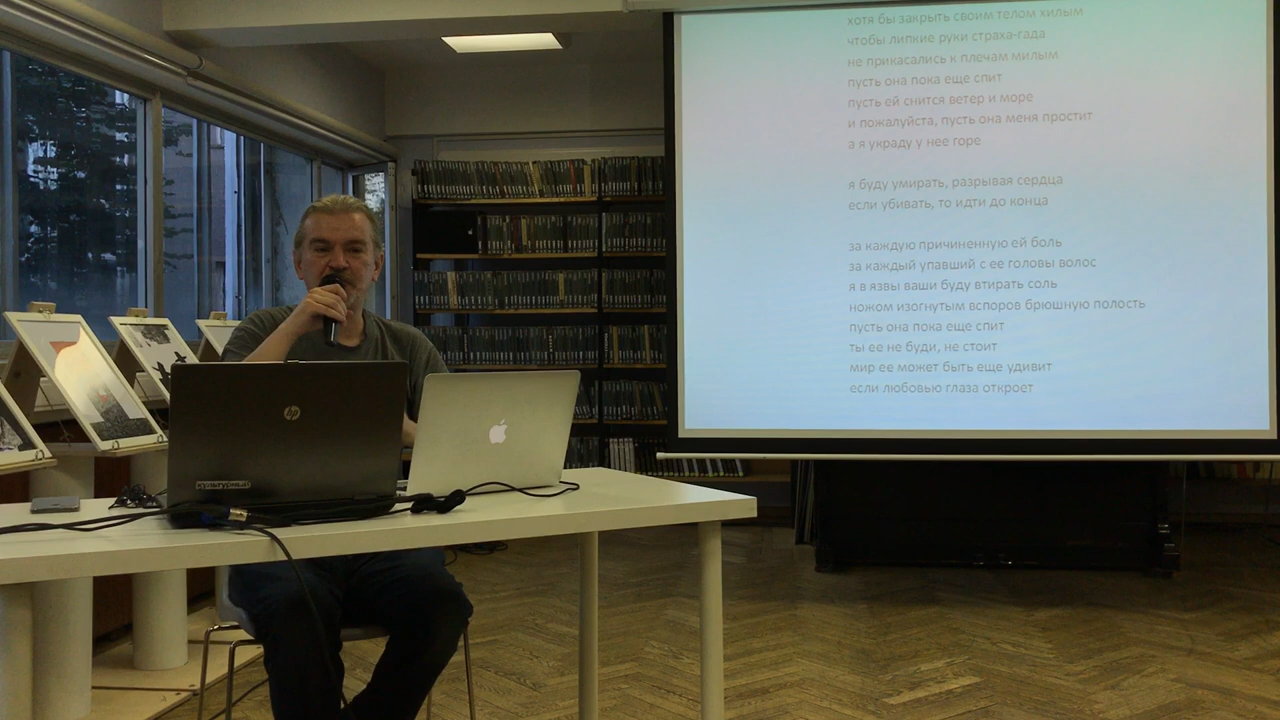 хотя бы закрыть своим телом хилым
чтобы липкие руки страха-гада
не прикасались к плечам милым
пусть она пока еще спит
пусть ей снится ветер и море
и пожалуйста, пусть она меня простит
а я украду у нее горе
я буду умирать, разрывая сердца
если убивать, то идти до конца
за каждую причиненную ей боль
за каждый упавший с ее головы волос
я в язвы ваши буду втирать соль
ножом изогнутым вспоров брюшную полость
пусть она пока еще спит
ты ее не буди, не стоит
мир ее может быть еще удивит
если любовью глаза откроет
hp